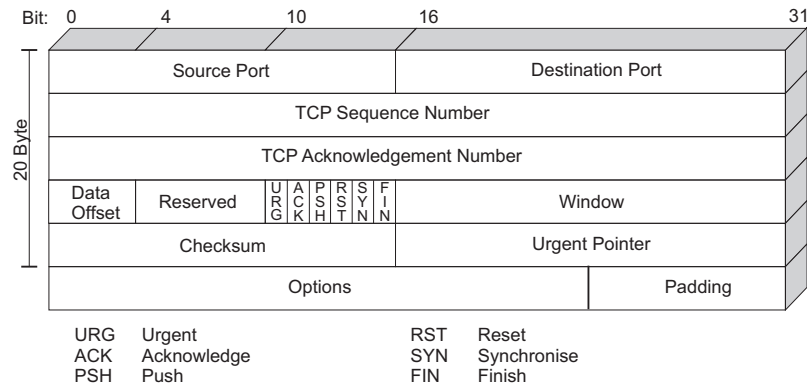 Bit: 0 4 10 16 31
Source Port Destination Port
TCP Sequence Number
TCP Acknowledgement Number
20 Byte
Data Offset Reserved URG ACK PSH RST SYN FIN Window
Checksum Urgent Pointer
Options Padding
URG Urgent RST Reset
ACK Acknowledge SYN Synchronise
PSH Push FIN Finish